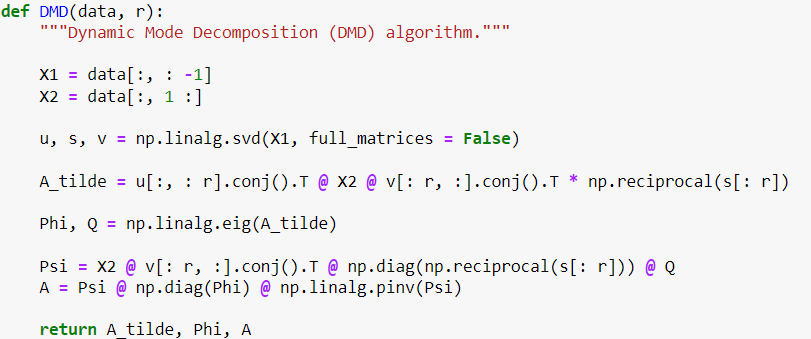 def DMD(data, r):
    """Dynamic Mode Decomposition (DMD) algorithm."""
    X1 = data[:, : -1]
    X2 = data[:, 1 :]
    u, s, v = np.linalg.svd(X1, full_matrices = False)
    A_tilde = u[:, : r].conj().T @ X2 @ v[: r, :].conj().T * np.reciprocal(s[: r])
    Phi, Q = np.linalg.eig(A_tilde)
    Psi = X2 @ v[: r, :].conj().T @ np.diag(np.reciprocal(s[: r])) @ Q
    A = Psi @ np.diag(Phi) @ np.linalg.pinv(Psi)
    return A_tilde, Phi, A